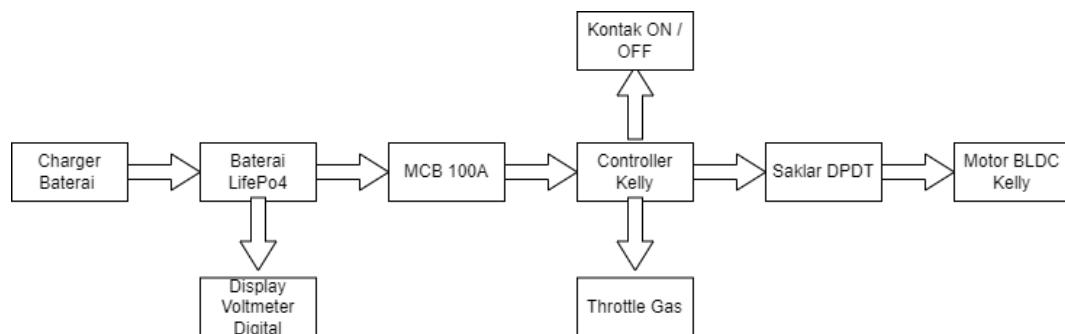 Kontak ON /
OFF
Charger
Baterai
Baterai
LifePo4
MCB 100A
Controller
Kelly
Saklar DPDT
Motor BLDC
Kelly
Display
Voltmeter
Digital
Throttle Gas